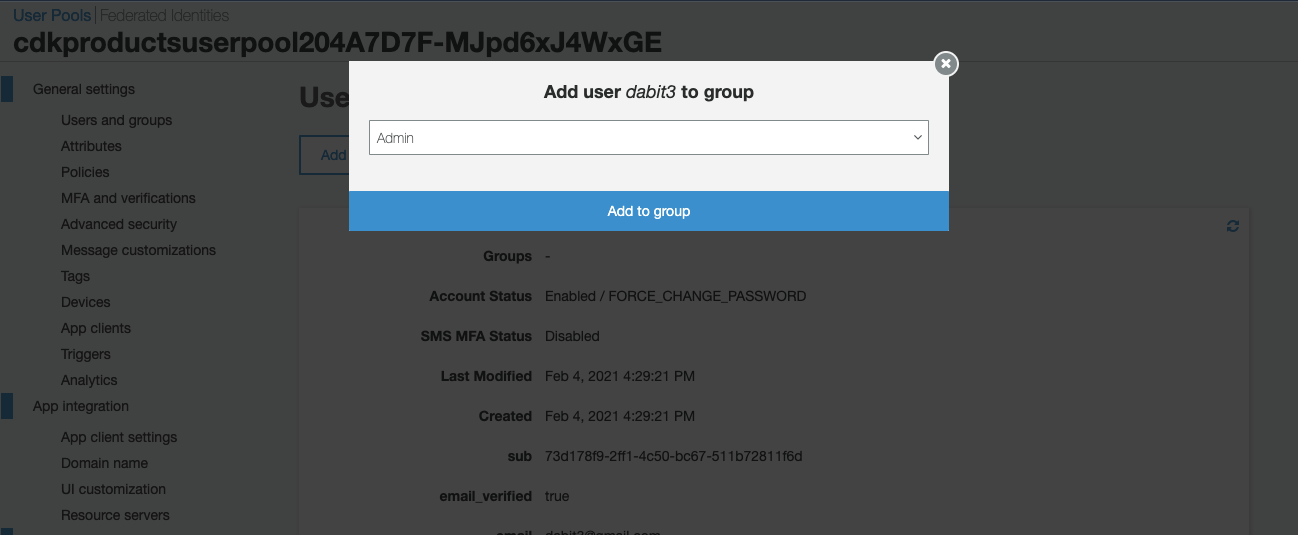 User Pools | Federated Identities
cdkproductsuserpool204A7D7F-MJpd6xJ4WxGE
Add user dabit3 to group
Admin
Add to group
General settings
Users and groups
Attributes
Policies
MFA and verifications
Advanced security
Message customizations
Tags
Devices
App clients
Triggers
Analytics
App integration
App client settings
Domain name
UI customization
Resource servers
Use
Add
Groups -
Account Status Enabled / FORCE_CHANGE_PASSWORD
SMS MFA Status Disabled
Last Modified Feb 4, 2021 4:29:21 PM
Created Feb 4, 2021 4:29:21 PM
sub 73d178f9-2ff1-4c50-bc67-511b72811f6d
email_verified true
email dabit3@gmail.com